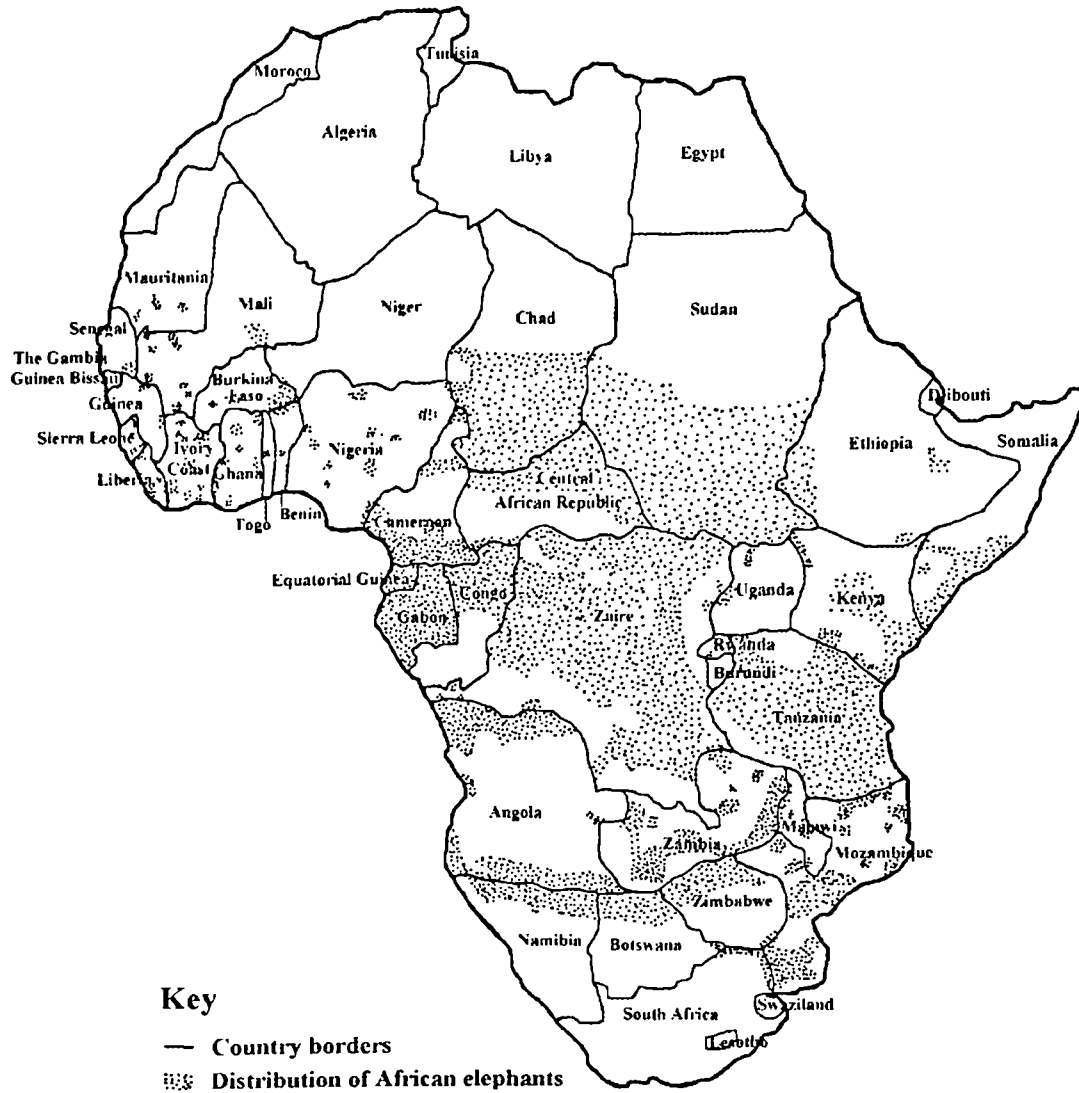 Moroco
Tunisia
Algeria
Libya
Egypt
Mauritania
Mali
Niger
Chad
Sudan
Senegal
The Gambia
Guinea Bissau
Guinea
Sierra Leone
Liberia
Ivory
Coast
Burkina
Faso
Ghana
Togo
Benin
Nigeria
Cameroon
Central
African Republic
Djibouti
Ethiopia
Somalia
Equatorial Guinea
Gabon
Congo
Zaire
Uganda
Kenya
Rwanda
Burundi
Tanzania
Angola
Zambia
Malawi
Mozambique
Zimbabwe
Namibia
Botswana
South Africa
Swaziland
Lesotho
Key
Country borders
Distribution of African elephants